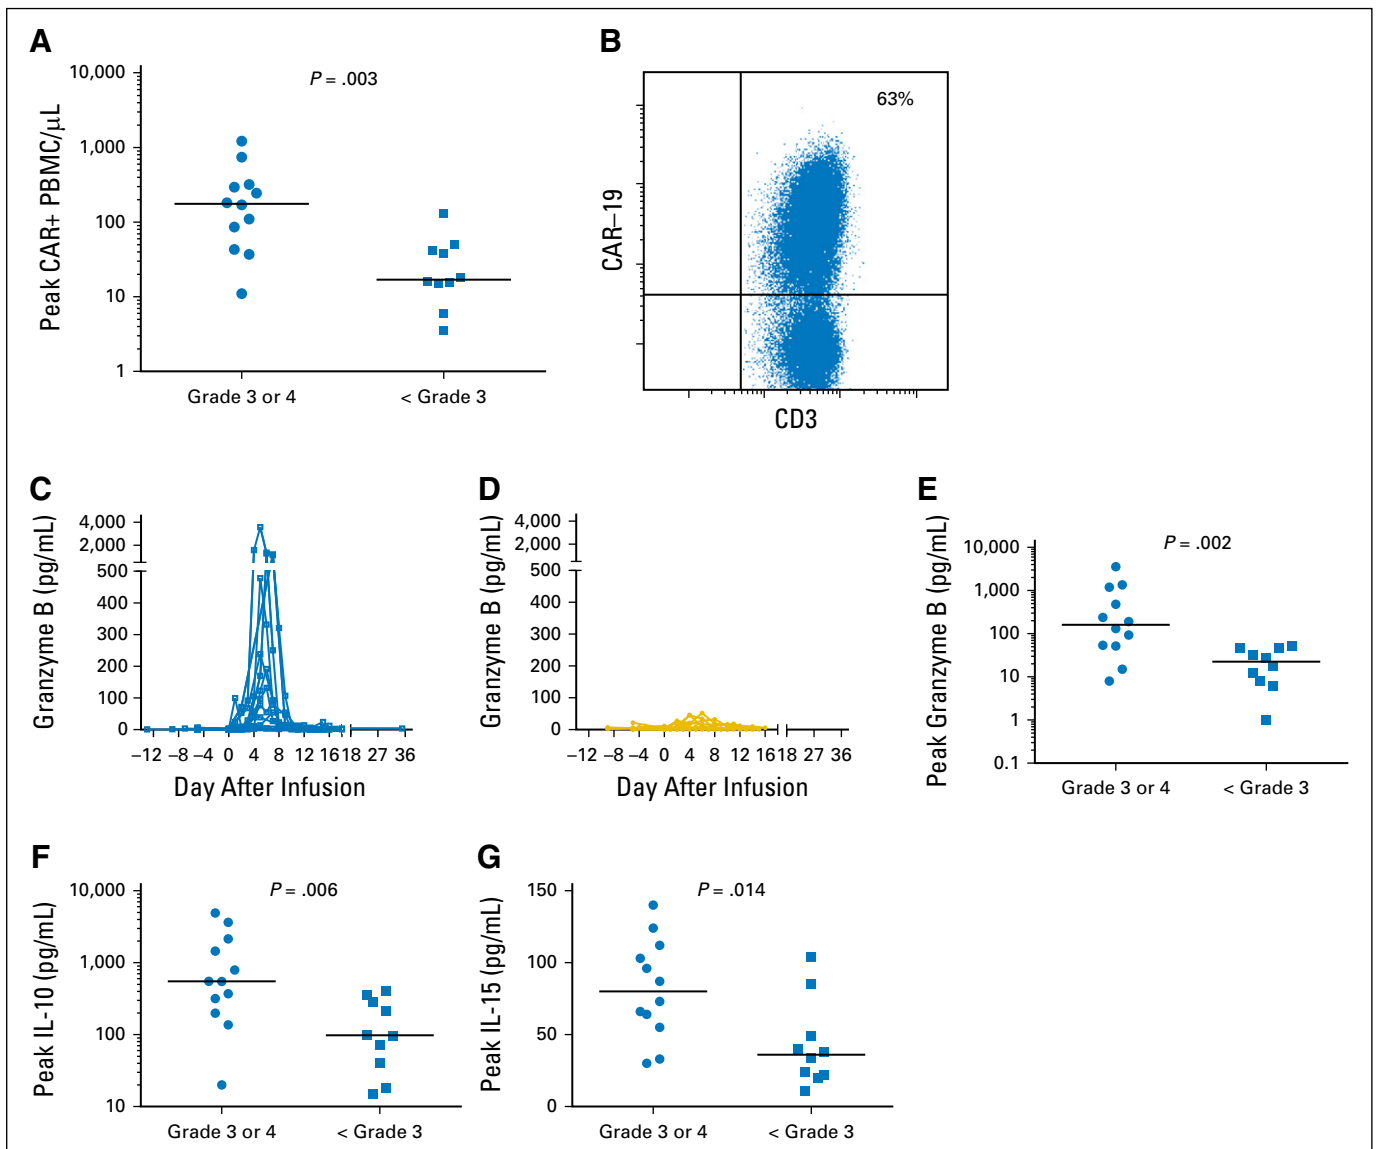 A
P = .003
Peak CAR+ PBMC/μL
10,000
1,000
100
10
1
Grade 3 or 4
< Grade 3
B
63%
CAR–19
CD3
C
Granzyme B (pg/mL)
4,000
2,000
500
400
300
200
100
0
–12 –8 –4 0 4 8 12 16 18 27 36
Day After Infusion
D
Granzyme B (pg/mL)
4,000
2,000
500
400
300
200
100
0
–12 –8 –4 0 4 8 12 16 18 27 36
Day After Infusion
E
P = .002
Peak Granzyme B (pg/mL)
10,000
1,000
100
10
1
0.1
Grade 3 or 4
< Grade 3
F
P = .006
Peak IL-10 (pg/mL)
10,000
1,000
100
10
Grade 3 or 4
< Grade 3
G
P = .014
Peak IL-15 (pg/mL)
150
100
50
0
Grade 3 or 4
< Grade 3